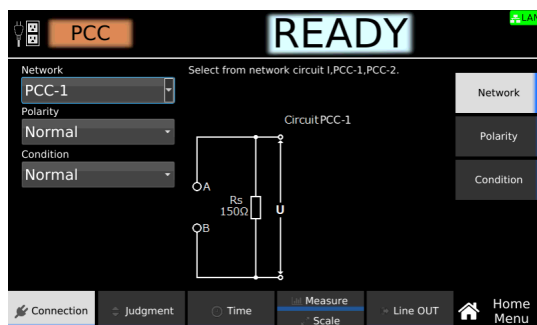 PCC
READY
LAN
Network
Select from network circuit I,PCC-1,PCC-2.
PCC-1
Polarity
Normal
Condition
Normal
Circuit PCC-1
A
Rs
150Ω
U
B
Network
Polarity
Condition
Connection
Judgment
Time
Measure
Scale
Line OUT
Home
Menu